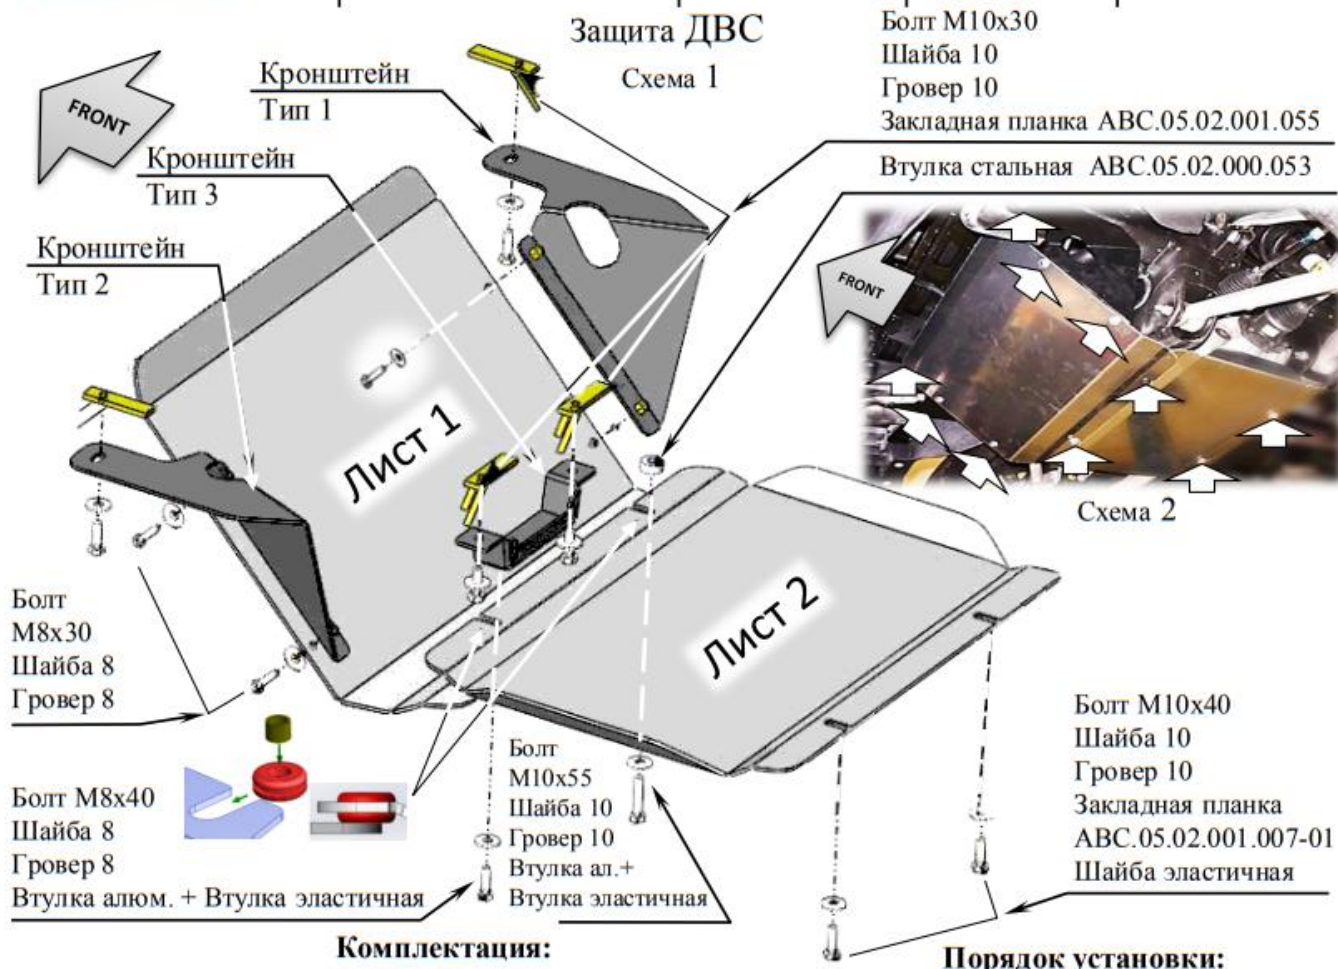 Защита ДВС
Схема 1
Болт М10х30
Шайба 10
Гровер 10
Закладная планка АВС.05.02.001.055
Втулка стальная АВС.05.02.000.053
FRONT
Кронштейн
Тип 1
Кронштейн
Тип 3
Кронштейн
Тип 2
FRONT
Схема 2
Лист 1
Лист 2
Болт
М8х30
Шайба 8
Гровер 8
Болт М8х40
Шайба 8
Гровер 8
Втулка алюм. + Втулка эластичная
Болт
М10х55
Шайба 10
Гровер 10
Втулка ал.+
Втулка эластичная
Болт М10х40
Шайба 10
Гровер 10
Закладная планка
АВС.05.02.001.007-01
Шайба эластичная
Комплектация:
Порядок установки: